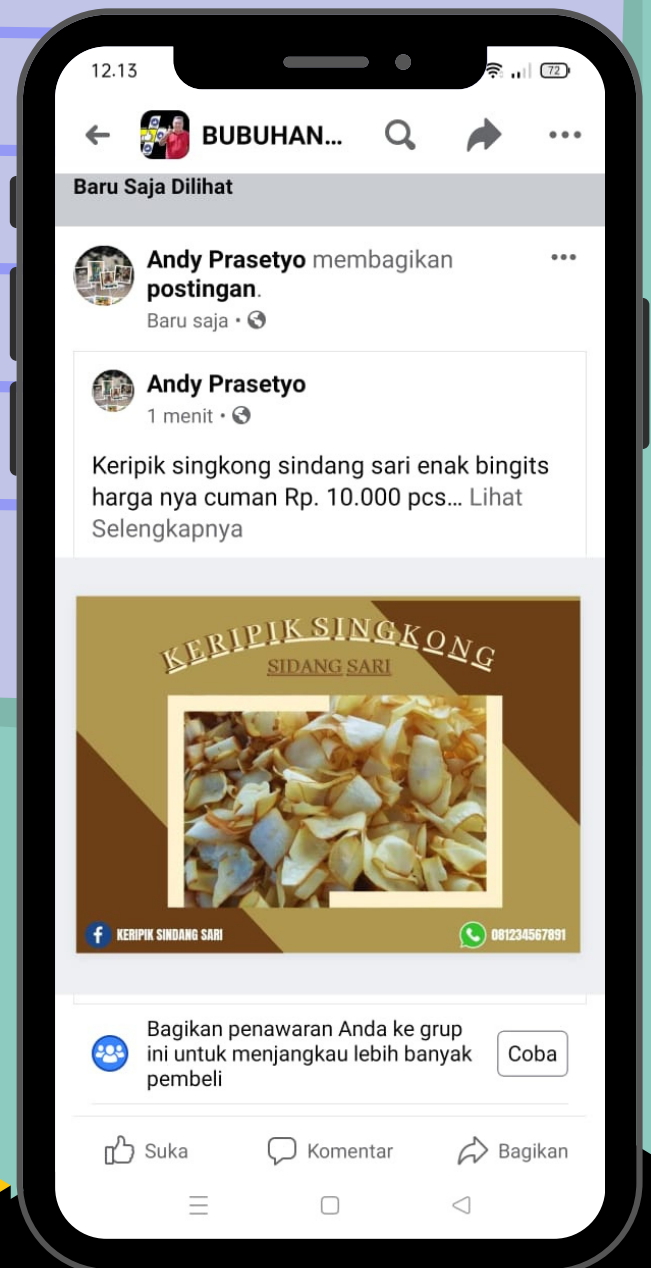 12.13
72
BUBUHAN...
Baru Saja Dilihat
Andy Prasetyo membagikan
postingan.
Baru saja •
Andy Prasetyo
1 menit •
Keripik singkong sindang sari enak bingits
harga nya cuman Rp. 10.000 pcs... Lihat
Selengkapnya
KERIPIK SINGKONG
SIDANG SARI
KERIPIK SINDANG SARI
081234567891
Bagikan penawaran Anda ke grup
ini untuk menjangkau lebih banyak
pembeli
Coba
Suka
Komentar
Bagikan